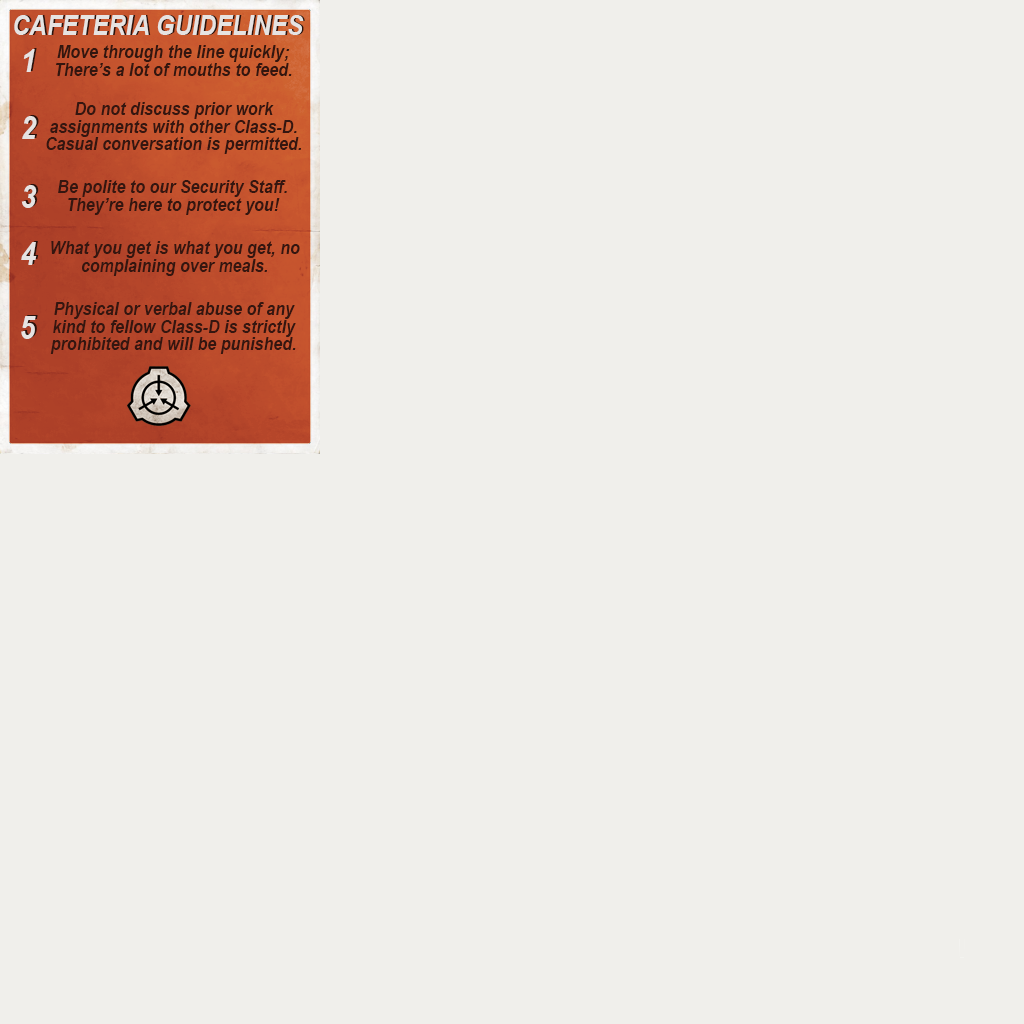 CAFETERIA GUIDELINES
1 Move through the line quickly;
There's a lot of mouths to feed.
2 Do not discuss prior work
assignments with other Class-D.
Casual conversation is permitted.
3 Be polite to our Security Staff.
They're here to protect you!
4 What you get is what you get, no
complaining over meals.
5 Physical or verbal abuse of any
kind to fellow Class-D is strictly
prohibited and will be punished.